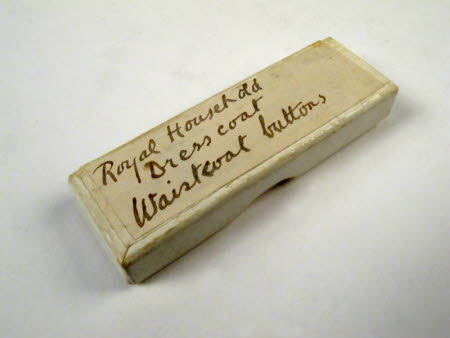 Royal Household
Dress coat
Waistcoat buttons